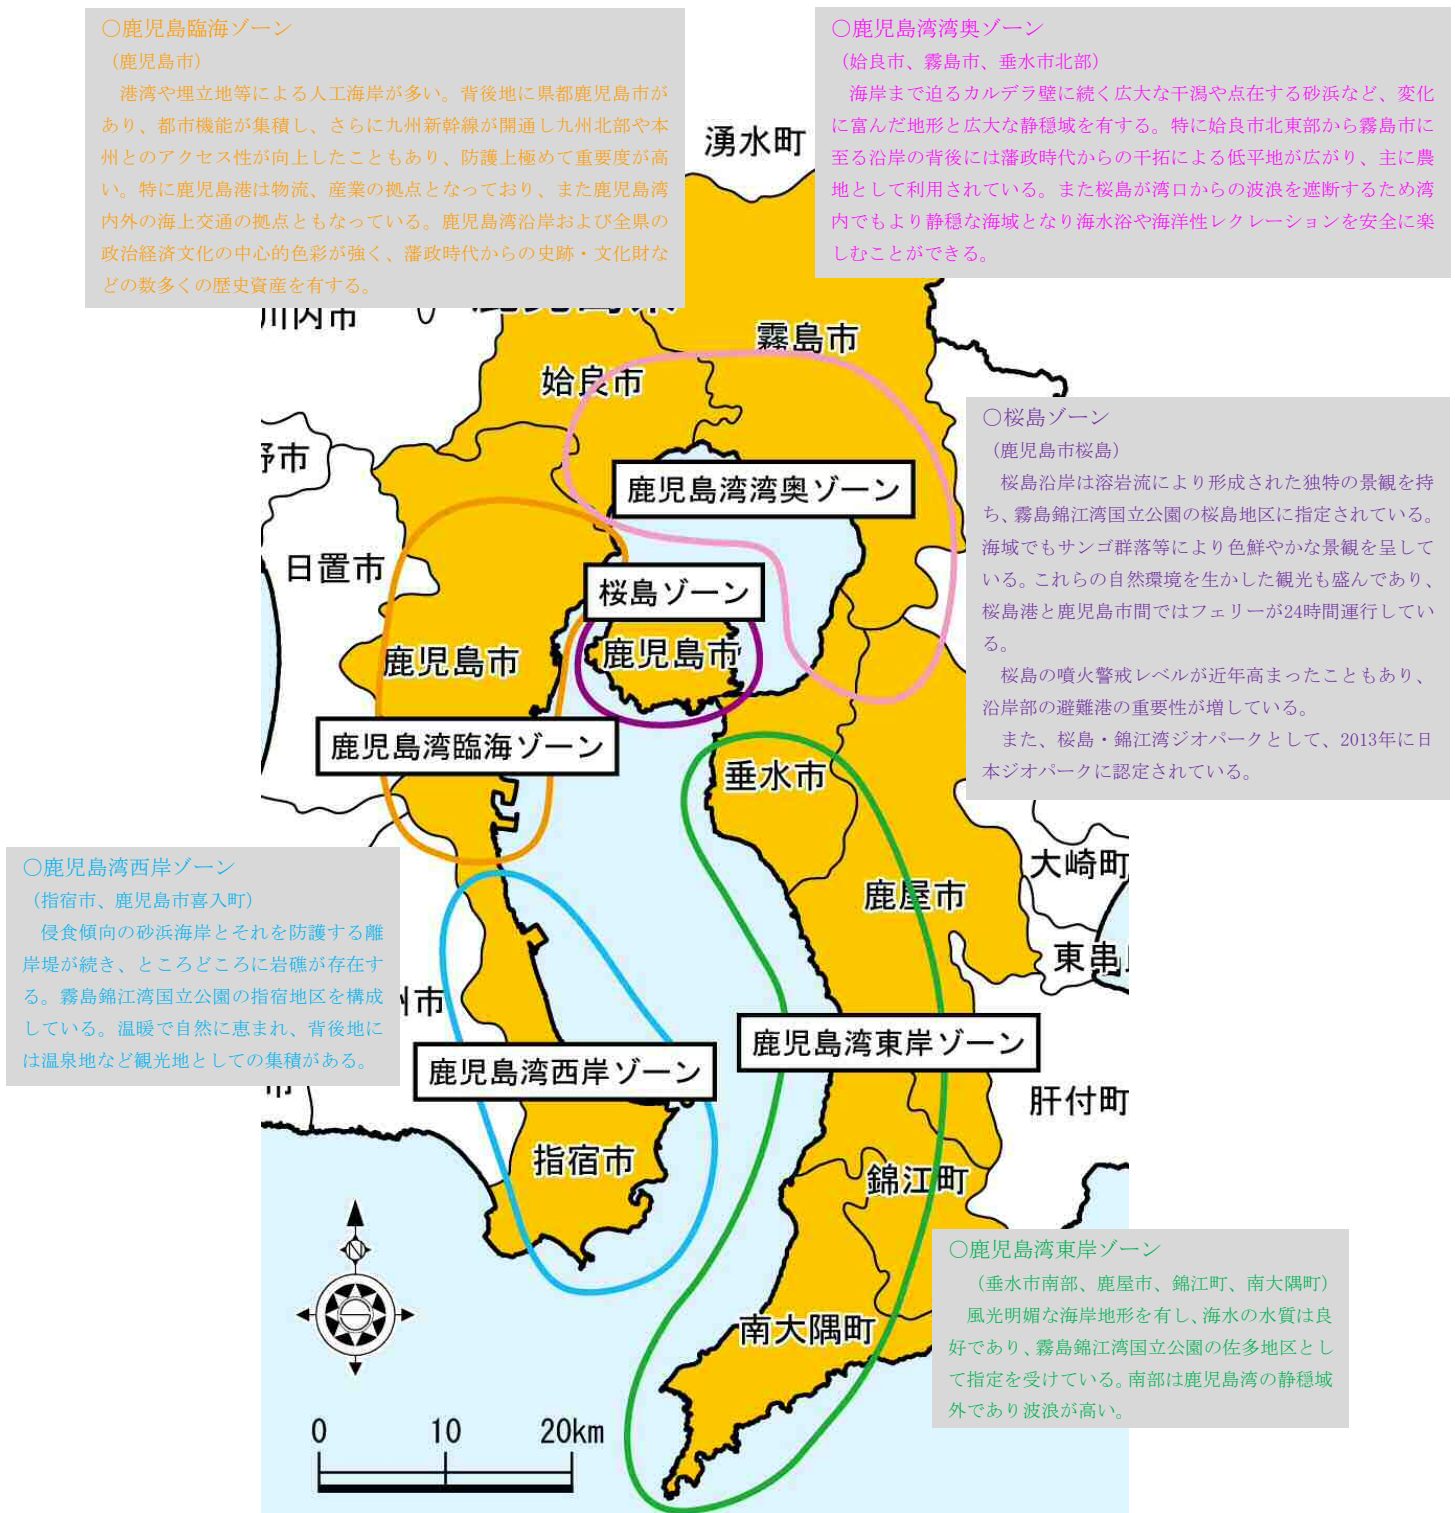 ○鹿児島臨海ゾーン
（鹿児島市）
港湾や埋立地等による人工海岸が多い。背後地に県都鹿児島市が
あり、都市機能が集積し、さらに九州新幹線が開通し九州北部や本
州とのアクセス性が向上したこともあり、防護上極めて重要度が高
い。特に鹿児島港は物流、産業の拠点となっており、また鹿児島湾
内外の海上交通の拠点ともなっている。鹿児島湾沿岸および全県の
政治経済文化の中心的色彩が強く、藩政時代からの史跡・文化財な
どの数多くの歴史資産を有する。
○鹿児島湾湾奥ゾーン
（姶良市、霧島市、垂水市北部）
海岸まで迫るカルデラ壁に続く広大な干潟や点在する砂浜など、変化
に富んだ地形と広大な静穏域を有する。特に姶良市北東部から霧島市に
至る沿岸の背後には藩政時代からの干拓による低平地が広がり、主に農
地として利用されている。また桜島が湾口からの波浪を遮断するため湾
内でもより静穏な海域となり海水浴や海洋性レクレーションを安全に楽
しむことができる。
湧水町
川内市
霧島市
姶良市
野市
鹿児島湾湾奥ゾーン
日置市
桜島ゾーン
鹿児島市
鹿児島市
鹿児島湾臨海ゾーン
垂水市
○桜島ゾーン
（鹿児島市桜島）
桜島沿岸は溶岩流により形成された独特の景観を持
ち、霧島錦江湾国立公園の桜島地区に指定されている。
海域でもサンゴ群落等により色鮮やかな景観を呈して
いる。これらの自然環境を生かした観光も盛んであり、
桜島港と鹿児島市間ではフェリーが24時間運行してい
る。
桜島の噴火警戒レベルが近年高まったこともあり、
沿岸部の避難港の重要性が増している。
また、桜島・錦江湾ジオパークとして、2013年に日
本ジオパークに認定されている。
○鹿児島湾西岸ゾーン
（指宿市、鹿児島市喜入町）
侵食傾向の砂浜海岸とそれを防護する離
岸堤が続き、ところどころに岩礁が存在す
る。霧島錦江湾国立公園の指宿地区を構成
している。温暖で自然に恵まれ、背後地に
は温泉地など観光地としての集積がある。
大崎町
鹿屋市
東串
州市
鹿児島湾東岸ゾーン
鹿児島湾西岸ゾーン
市
肝付町
指宿市
錦江町
N
南大隅町
○鹿児島湾東岸ゾーン
（垂水市南部、鹿屋市、錦江町、南大隅町）
風光明媚な海岸地形を有し、海水の水質は良
好であり、霧島錦江湾国立公園の佐多地区とし
て指定を受けている。南部は鹿児島湾の静穏域
外であり波浪が高い。
0 10 20km